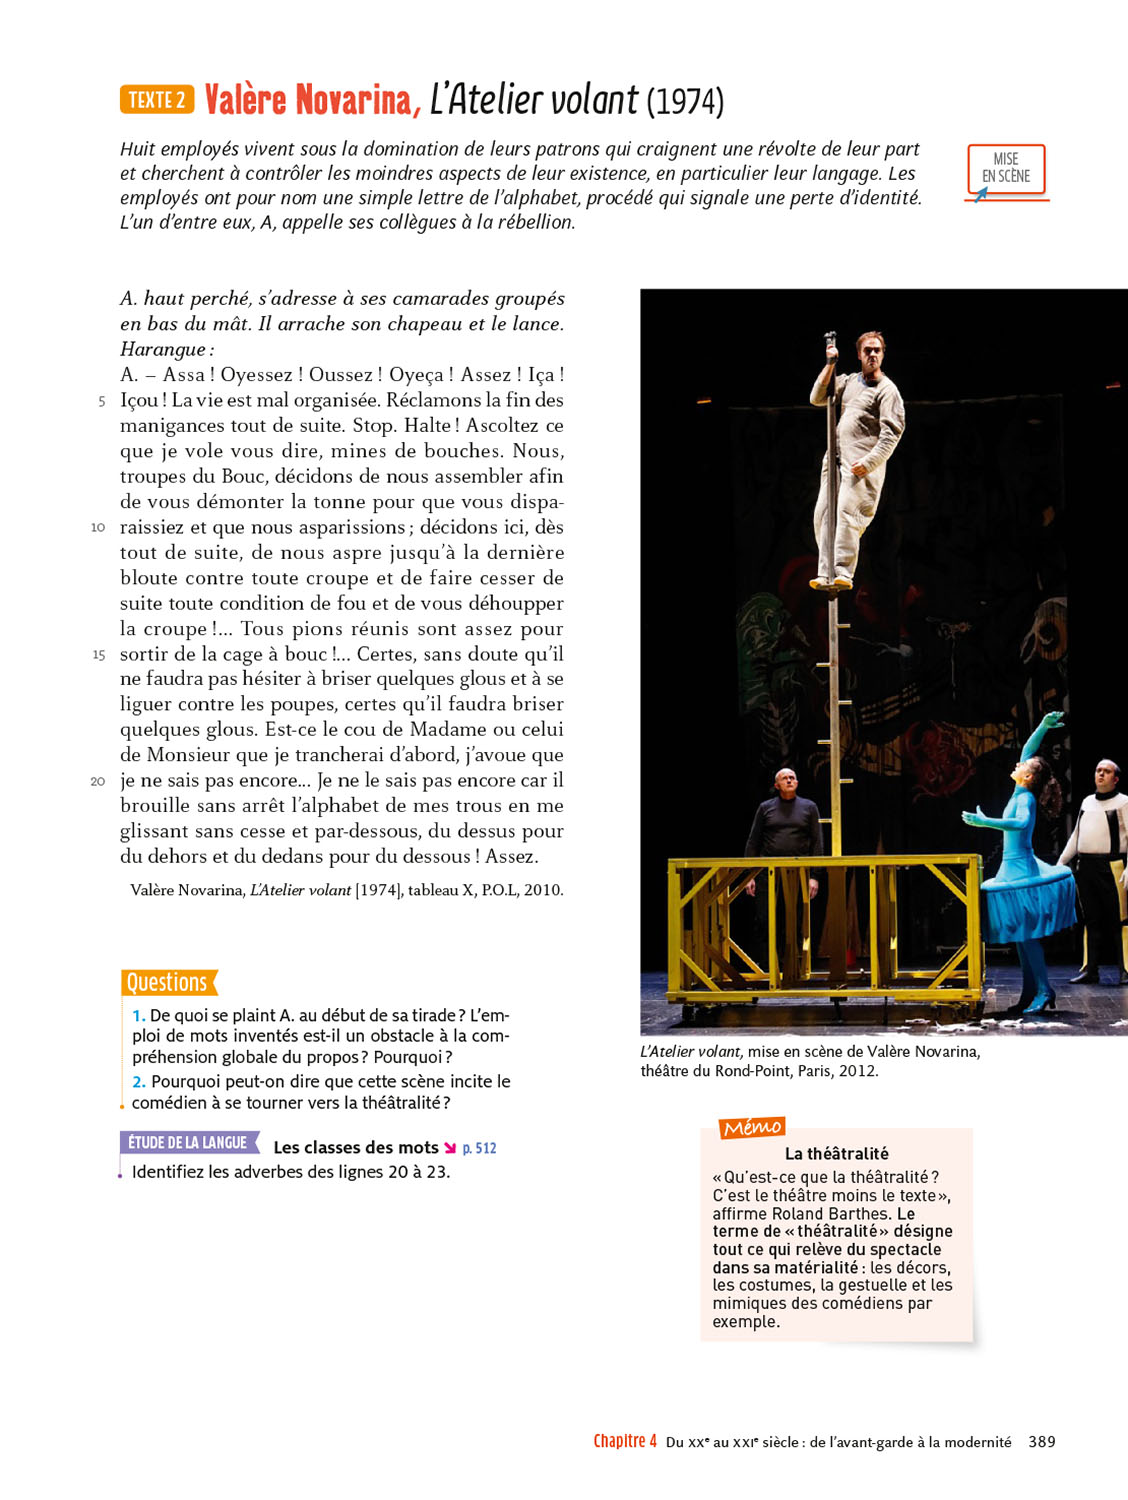 TEXTE 2 Valère Novarina, L’Atelier volant (1974)
Huit employés vivent sous la domination de leurs patrons qui craignent une révolte de leur part
et cherchent à contrôler les moindres aspects de leur existence, en particulier leur langage. Les
employés ont pour nom une simple lettre de l’alphabet, procédé qui signale une perte d’identité.
L’un d’entre eux, A, appelle ses collègues à la rébellion.
MISE
EN SCÈNE
A. haut perché, s’adresse à ses camarades groupés
en bas du mât. Il arrache son chapeau et le lance.
Harangue :
A. – Assa ! Oyessez ! Oussez ! Oyeça ! Assez ! Iça !
5 Içou ! La vie est mal organisée. Réclamons la fin des
manigances tout de suite. Stop. Halte ! Ascoltez ce
que je vole vous dire, mines de bouches. Nous,
troupes du Bouc, décidons de nous assembler afin
de vous démonter la tonne pour que vous dispa-
10 raissiez et que nous asparissions ; décidons ici, dès
tout de suite, de nous aspre jusqu’à la dernière
bloute contre toute croupe et de faire cesser de
suite toute condition de fou et de vous déhoupper
la croupe !... Tous pions réunis sont assez pour
15 sortir de la cage à bouc !... Certes, sans doute qu’il
ne faudra pas hésiter à briser quelques glous et à se
liguer contre les poupes, certes qu’il faudra briser
quelques glous. Est-ce le cou de Madame ou celui
de Monsieur que je trancherai d’abord, j’avoue que
20 je ne sais pas encore... Je ne le sais pas encore car il
brouille sans arrêt l’alphabet de mes trous en me
glissant sans cesse et par-dessous, du dessus pour
du dehors et du dedans pour du dessous ! Assez.
Valère Novarina, L’Atelier volant [1974], tableau X, P.O.L, 2010.
Questions
1. De quoi se plaint A. au début de sa tirade ? L’em-
ploi de mots inventés est-il un obstacle à la com-
préhension globale du propos ? Pourquoi ?
2. Pourquoi peut-on dire que cette scène incite le
comédien à se tourner vers la théâtralité ?
ÉTUDE DE LA LANGUE Les classes des mots p. 512
Identifiez les adverbes des lignes 20 à 23.
L’Atelier volant, mise en scène de Valère Novarina,
théâtre du Rond-Point, Paris, 2012.
Mémo
La théâtralité
« Qu’est-ce que la théâtralité ?
C’est le théâtre moins le texte »,
affirme Roland Barthes. Le
terme de « théâtralité » désigne
tout ce qui relève du spectacle
dans sa matérialité : les décors,
les costumes, la gestuelle et les
mimiques des comédiens par
exemple.
Chapitre 4 Du XXe au XXIe siècle : de l’avant-garde à la modernité 389